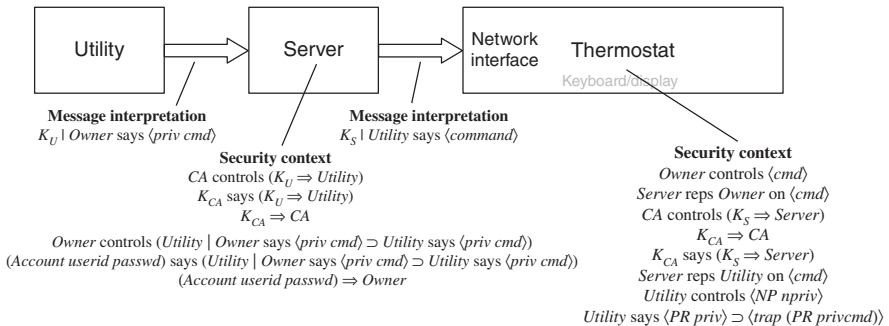 Utility
Server
Network interface
Thermostat
Keyboard/display
Message interpretation
K_U | Owner says ⟨priv cmd⟩
Message interpretation
K_S | Utility says ⟨command⟩
Security context
CA controls (K_U ⇒ Utility)
K_CA says (K_U ⇒ Utility)
K_CA ⇒ CA
Owner controls (Utility | Owner says ⟨priv cmd⟩ ⊃ Utility says ⟨priv cmd⟩)
(Account userid passwd) says (Utility | Owner says ⟨priv cmd⟩ ⊃ Utility says ⟨priv cmd⟩)
(Account userid passwd) ⇒ Owner
Security context
Owner controls ⟨cmd⟩
Server reps Owner on ⟨cmd⟩
CA controls (K_S ⇒ Server)
K_CA ⇒ CA
K_CA says (K_S ⇒ Server)
Server reps Utility on ⟨cmd⟩
Utility controls ⟨NP npriv⟩
Utility says ⟨PR priv⟩ ⊃ ⟨trap (PR privcmd)⟩